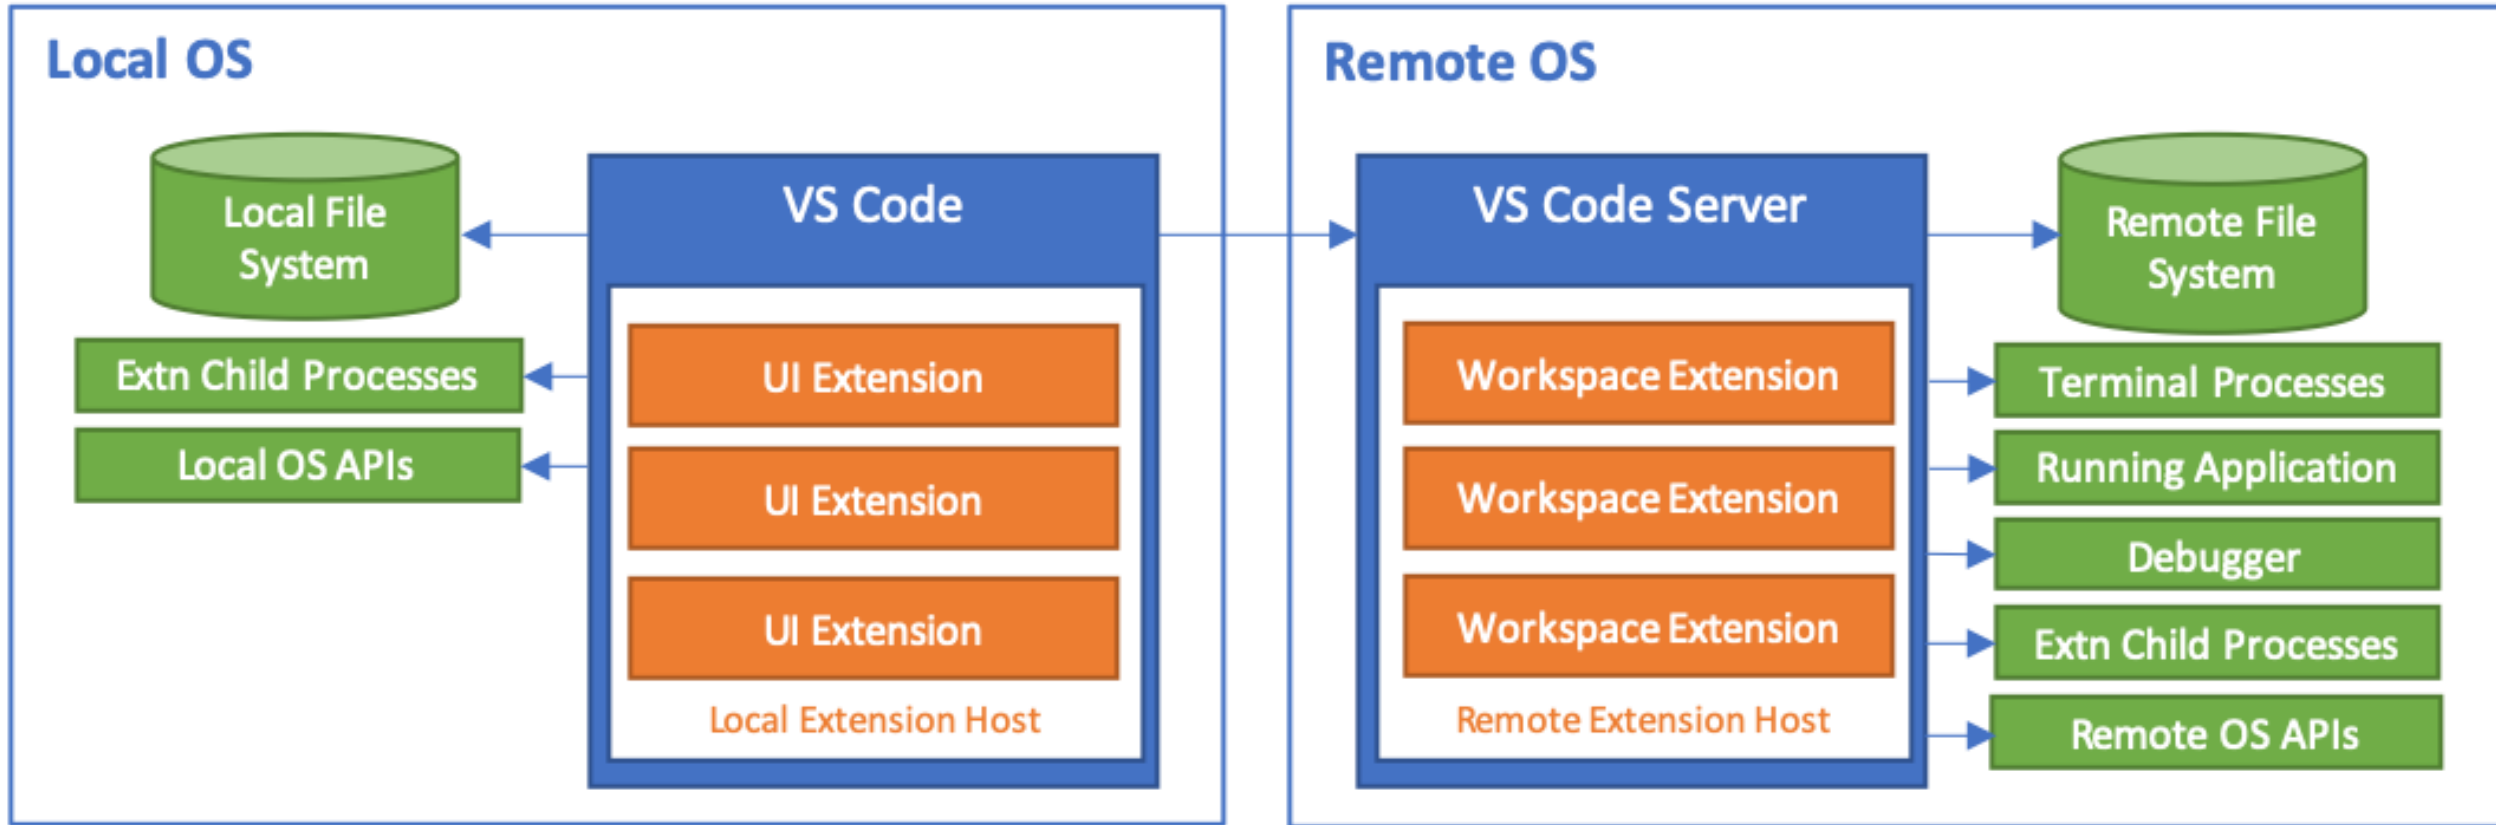 Local OS
Local File
System
Extn Child Processes
Local OS APIs
VS Code
UI Extension
UI Extension
UI Extension
Local Extension Host
Remote OS
VS Code Server
Workspace Extension
Workspace Extension
Workspace Extension
Remote Extension Host
Remote File
System
Terminal Processes
Running Application
Debugger
Extn Child Processes
Remote OS APIs